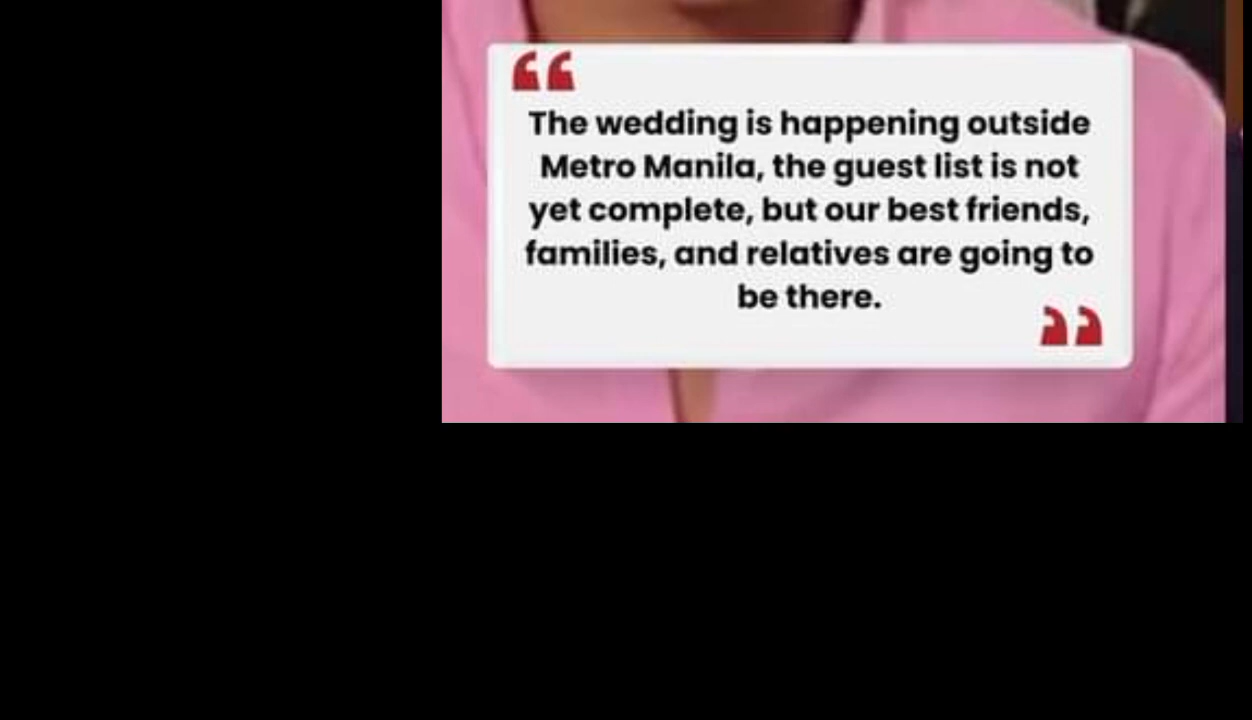 “
The wedding is happening outside
Metro Manila, the guest list is not
yet complete, but our best friends,
families, and relatives are going to
be there.
”